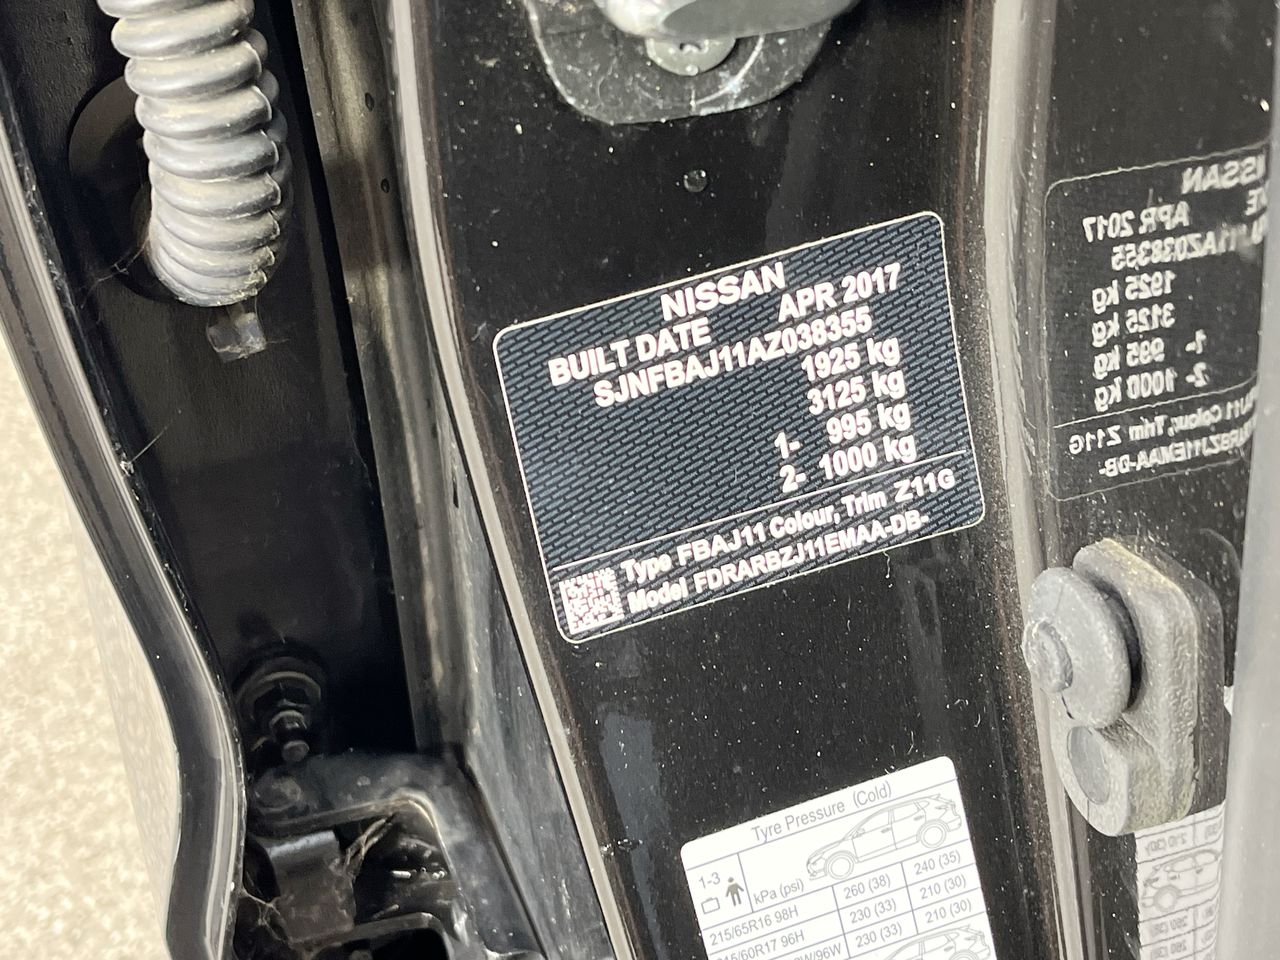 NISSAN
BUILT DATE APR 2017
SJNFBAJ11AZ038355
1925 kg
3125 kg
1- 995 kg
2- 1000 kg
Type FBAJ11 Colour, Trim Z11G
Model FDRARBZJ11EMAA-DB-
Tyre Pressure (Cold)
1-3
kPa (psi) 260 (38) 240 (35)
215/65R16 98H 230 (33) 210 (30)
215/60R17 96H 230 (33) 210 (30)